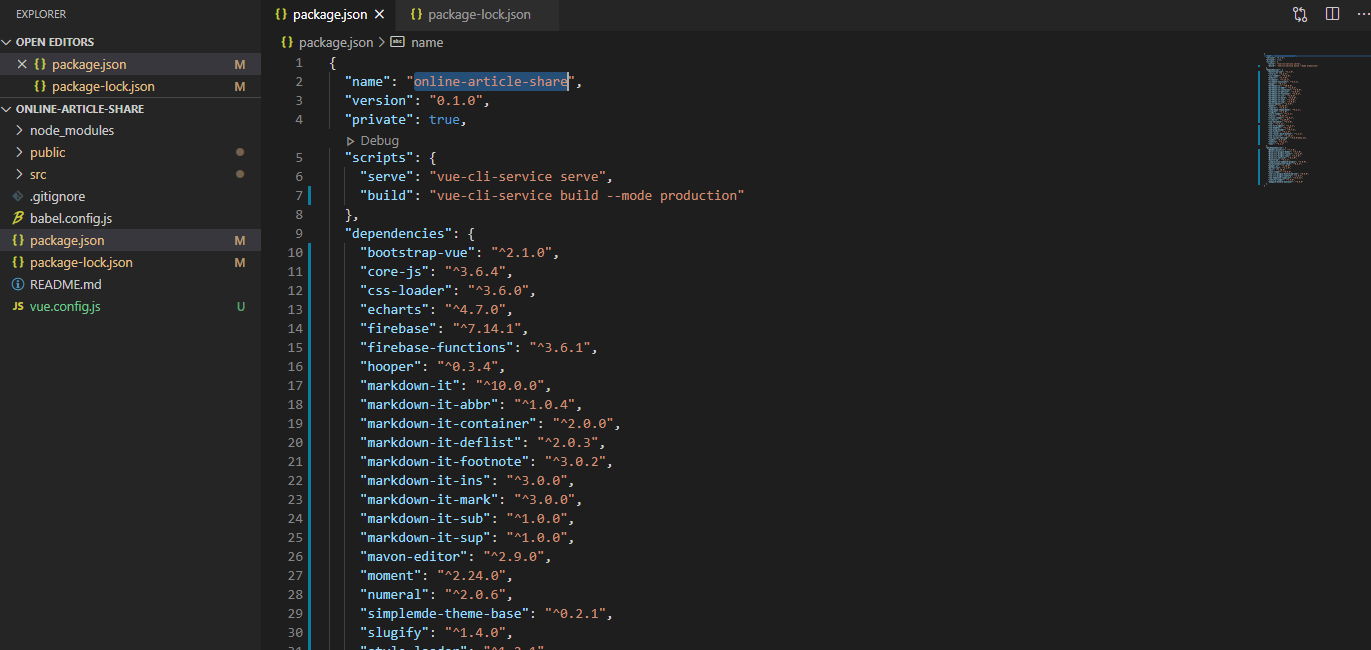 EXPLORER
OPEN EDITORS
{} package.json M
{} package-lock.json M
ONLINE-ARTICLE-SHARE
node_modules
public
src
.gitignore
babel.config.js
{} package.json M
{} package-lock.json M
README.md
JS vue.config.js U
{} package.json {} package-lock.json
{} package.json > abc name
1 {
2 "name": "online-article-share",
3 "version": "0.1.0",
4 "private": true,
Debug
5 "scripts": {
6 "serve": "vue-cli-service serve",
7 "build": "vue-cli-service build --mode production"
8 },
9 "dependencies": {
10 "bootstrap-vue": "^2.1.0",
11 "core-js": "^3.6.4",
12 "css-loader": "^3.6.0",
13 "echarts": "^4.7.0",
14 "firebase": "^7.14.1",
15 "firebase-functions": "^3.6.1",
16 "hooper": "^0.3.4",
17 "markdown-it": "^10.0.0",
18 "markdown-it-abbr": "^1.0.4",
19 "markdown-it-container": "^2.0.0",
20 "markdown-it-deflist": "^2.0.3",
21 "markdown-it-footnote": "^3.0.2",
22 "markdown-it-ins": "^3.0.0",
23 "markdown-it-mark": "^3.0.0",
24 "markdown-it-sub": "^1.0.0",
25 "markdown-it-sup": "^1.0.0",
26 "mavon-editor": "^2.9.0",
27 "moment": "^2.24.0",
28 "numeral": "^2.0.6",
29 "simplemde-theme-base": "^0.2.1",
30 "slugify": "^1.4.0",